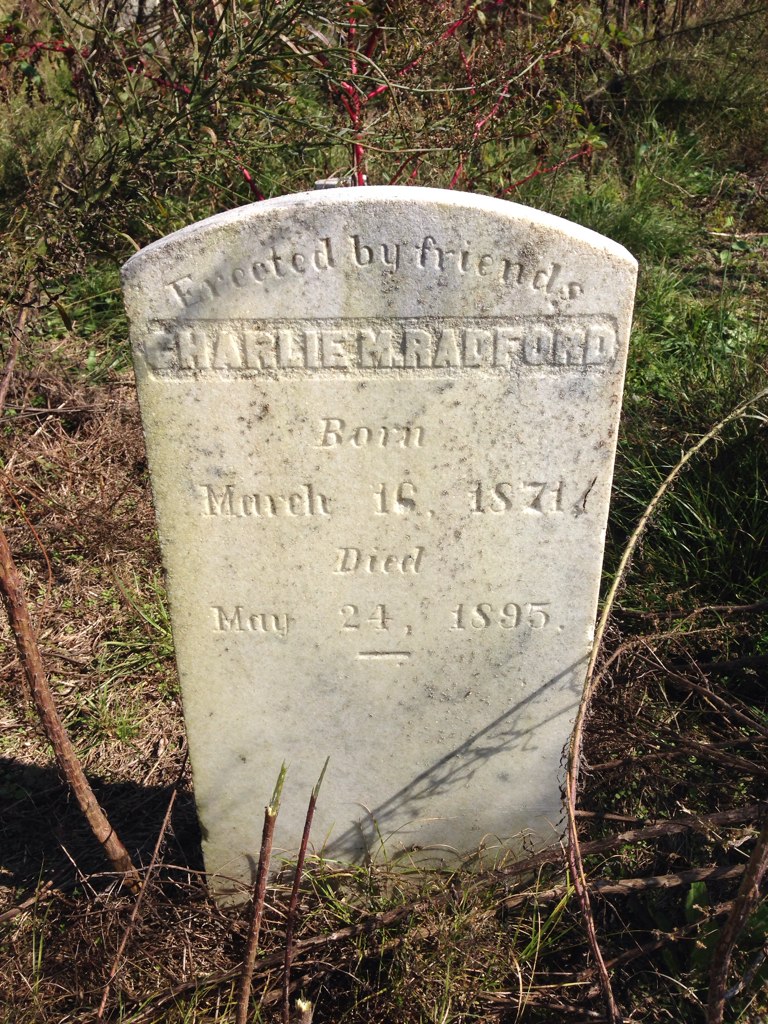 Erected by friends
CHARLIE M. RADFORD
Born
March 16, 1871.
Died
May 24, 1895.